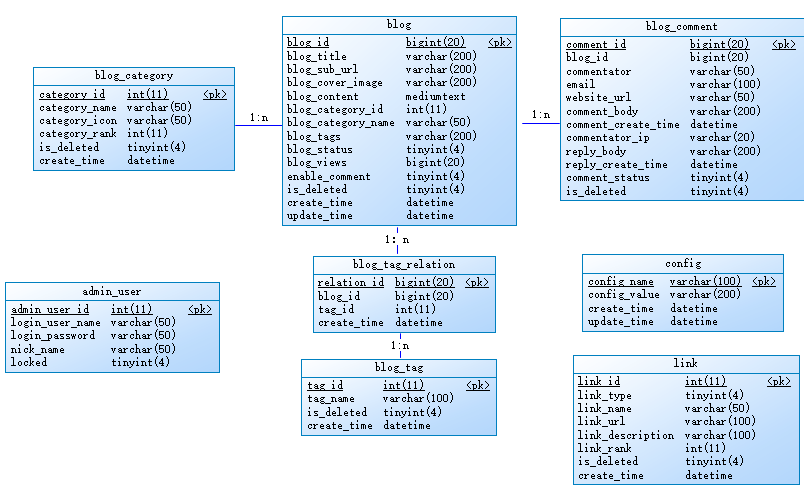 blog_category
category_id int(11) <pk>
category_name varchar(50)
category_icon varchar(50)
category_rank int(11)
is_deleted tinyint(4)
create_time datetime
1:n
blog
blog_id bigint(20) <pk>
blog_title varchar(200)
blog_sub_url varchar(200)
blog_cover_image varchar(200)
blog_content mediumtext
blog_category_id int(11)
blog_category_name varchar(50)
blog_tags varchar(200)
blog_status tinyint(4)
blog_views bigint(20)
enable_comment tinyint(4)
is_deleted tinyint(4)
create_time datetime
update_time datetime
1:n
blog_comment
comment_id bigint(20) <pk>
blog_id bigint(20)
commentator varchar(50)
email varchar(100)
website_url varchar(50)
comment_body varchar(200)
comment_create_time datetime
commentator_ip varchar(20)
reply_body varchar(200)
reply_create_time datetime
comment_status tinyint(4)
is_deleted tinyint(4)
1: n
blog_tag_relation
relation_id bigint(20) <pk>
blog_id bigint(20)
tag_id int(11)
create_time datetime
1:n
blog_tag
tag_id int(11) <pk>
tag_name varchar(100)
is_deleted tinyint(4)
create_time datetime
admin_user
admin_user_id int(11) <pk>
login_user_name varchar(50)
login_password varchar(50)
nick_name varchar(50)
locked tinyint(4)
config
config_name varchar(100) <pk>
config_value varchar(200)
create_time datetime
update_time datetime
link
link_id int(11) <pk>
link_type tinyint(4)
link_name varchar(50)
link_url varchar(100)
link_description varchar(100)
link_rank int(11)
is_deleted tinyint(4)
create_time datetime